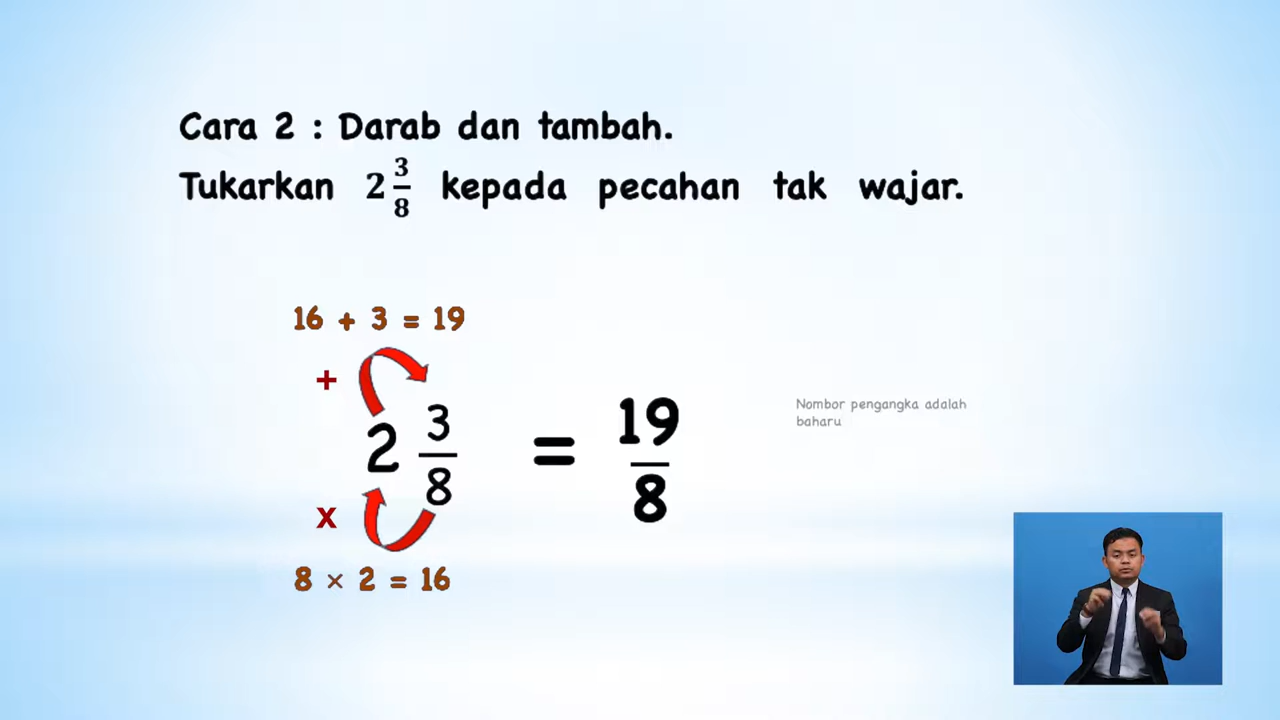 Cara 2 : Darab dan tambah.
Tukarkan 2 3/8 kepada pecahan tak wajar.
16 + 3 = 19
+
2 3/8 = 19/8
Nombor pengangka adalah
baharu
x
8 × 2 = 16